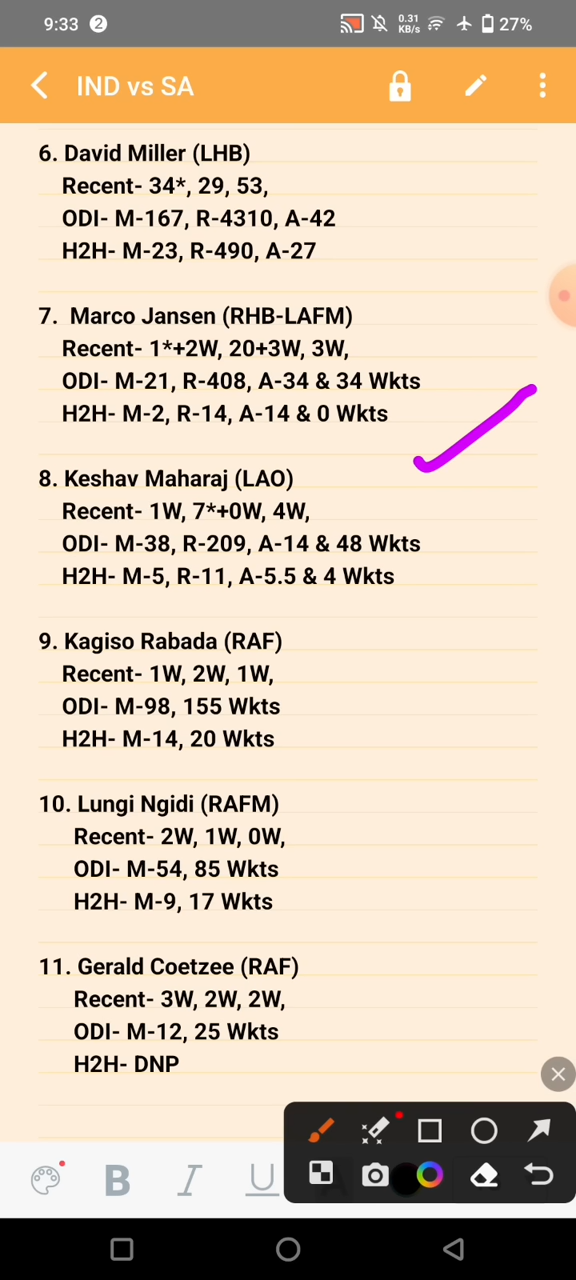 9:33 2 0.31 KB/s 27%
IND vs SA
6. David Miller (LHB)
Recent- 34*, 29, 53,
ODI- M-167, R-4310, A-42
H2H- M-23, R-490, A-27
7. Marco Jansen (RHB-LAFM)
Recent- 1*+2W, 20+3W, 3W,
ODI- M-21, R-408, A-34 & 34 Wkts
H2H- M-2, R-14, A-14 & 0 Wkts
8. Keshav Maharaj (LAO)
Recent- 1W, 7*+0W, 4W,
ODI- M-38, R-209, A-14 & 48 Wkts
H2H- M-5, R-11, A-5.5 & 4 Wkts
9. Kagiso Rabada (RAF)
Recent- 1W, 2W, 1W,
ODI- M-98, 155 Wkts
H2H- M-14, 20 Wkts
10. Lungi Ngidi (RAFM)
Recent- 2W, 1W, 0W,
ODI- M-54, 85 Wkts
H2H- M-9, 17 Wkts
11. Gerald Coetzee (RAF)
Recent- 3W, 2W, 2W,
ODI- M-12, 25 Wkts
H2H- DNP
B I U